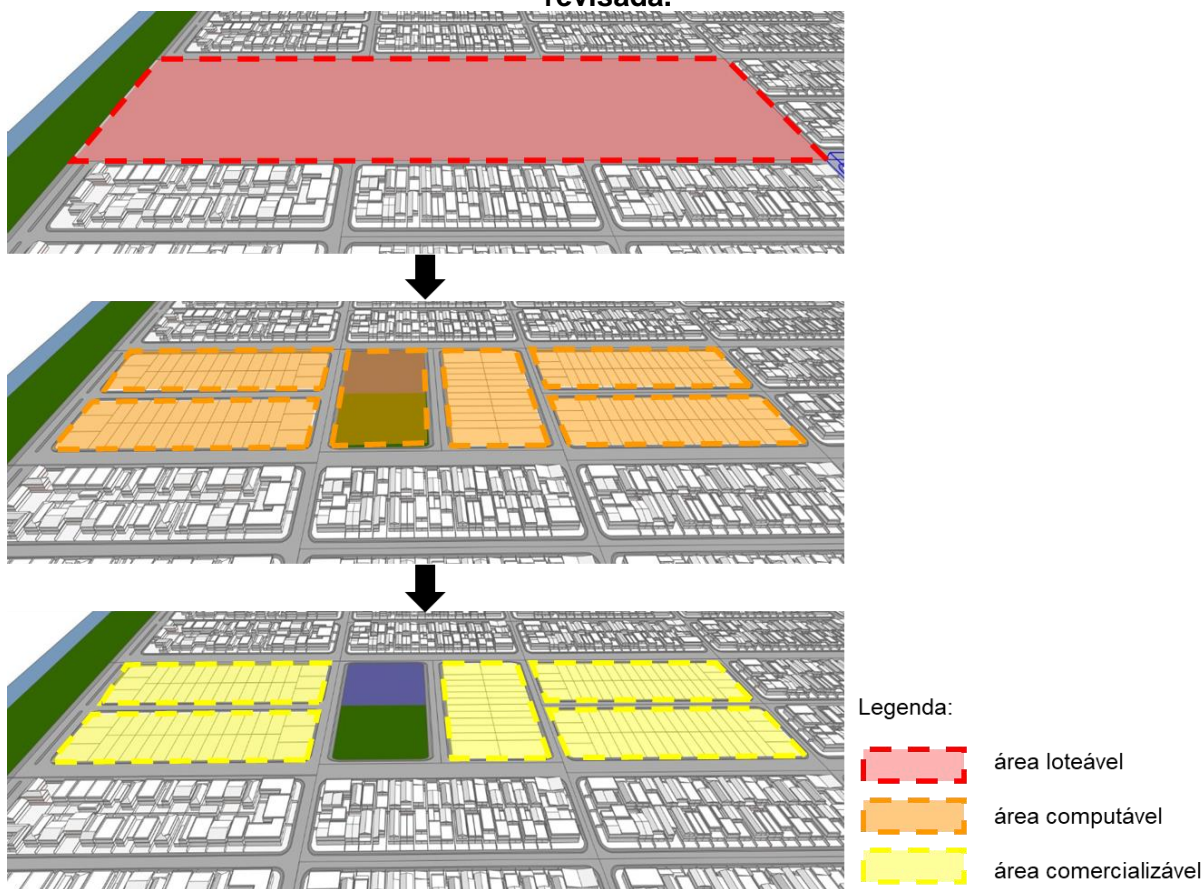 revisada.
Legenda:
área loteável
área computável
área comercializável